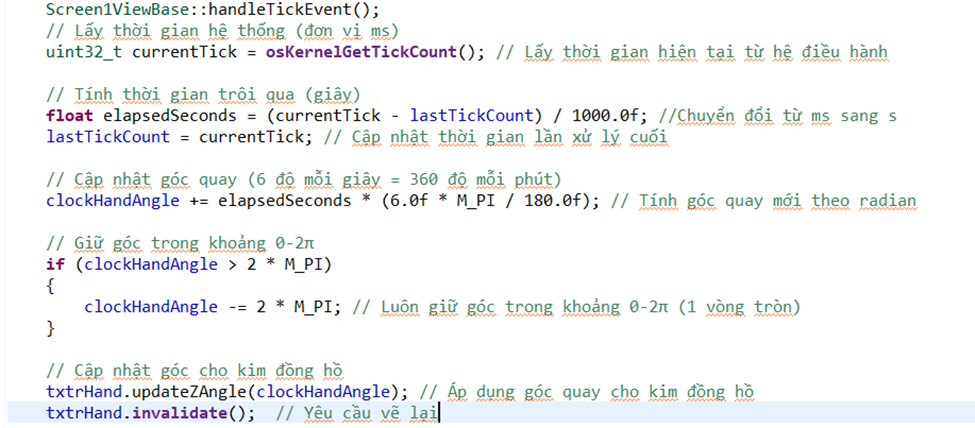 Screen1ViewBase::handleTickEvent();
// Lấy thời gian hệ thống (đơn vị ms)
uint32_t currentTick = osKernelGetTickCount(); // Lấy thời gian hiện tại từ hệ điều hành
// Tính thời gian trôi qua (giây)
float elapsedSeconds = (currentTick - lastTickCount) / 1000.0f; //Chuyển đổi từ ms sang s
lastTickCount = currentTick; // Cập nhật thời gian lần xử lý cuối
// Cập nhật góc quay (6 độ mỗi giây = 360 độ mỗi phút)
clockHandAngle += elapsedSeconds * (6.0f * M_PI / 180.0f); // Tính góc quay mới theo radian
// Giữ góc trong khoảng 0-2π
if (clockHandAngle > 2 * M_PI)
{
clockHandAngle -= 2 * M_PI; // Luôn giữ góc trong khoảng 0-2π (1 vòng tròn)
}
// Cập nhật góc cho kim đồng hồ
txtrHand.updateZAngle(clockHandAngle); // Áp dụng góc quay cho kim đồng hồ
txtrHand.invalidate();  // Yêu cầu vẽ lại